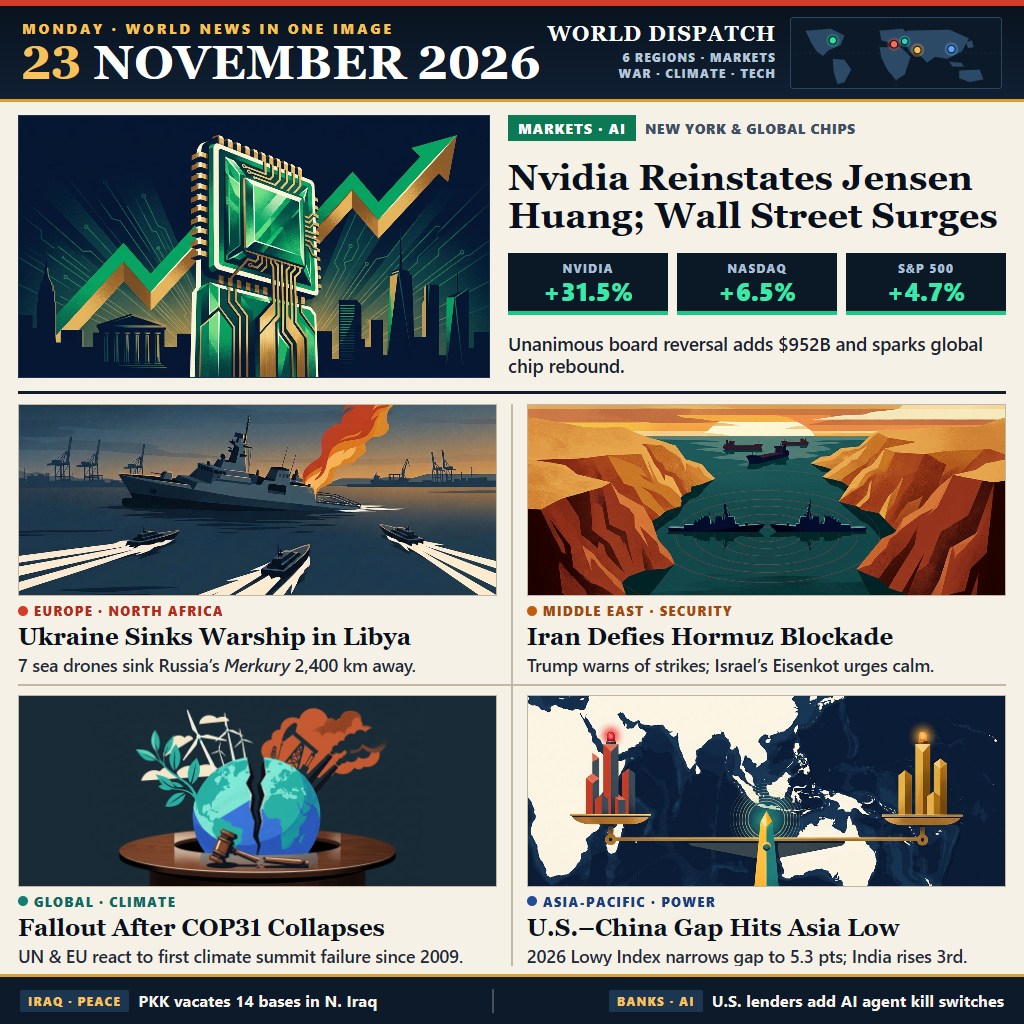 MONDAY · WORLD NEWS IN ONE IMAGE
23 NOVEMBER 2026
WORLD DISPATCH
6 REGIONS · MARKETS
WAR · CLIMATE · TECH
MARKETS · AI
NEW YORK & GLOBAL CHIPS
Nvidia Reinstates Jensen
Huang; Wall Street Surges
NVIDIA
+31.5%
NASDAQ
+6.5%
S&P 500
+4.7%
Unanimous board reversal adds $952B and sparks global
chip rebound.
EUROPE · NORTH AFRICA
Ukraine Sinks Warship in Libya
7 sea drones sink Russia’s Merkury 2,400 km away.
MIDDLE EAST · SECURITY
Iran Defies Hormuz Blockade
Trump warns of strikes; Israel’s Eisenkot urges calm.
GLOBAL · CLIMATE
Fallout After COP31 Collapses
UN & EU react to first climate summit failure since 2009.
ASIA-PACIFIC · POWER
U.S.–China Gap Hits Asia Low
2026 Lowy Index narrows gap to 5.3 pts; India rises 3rd.
IRAQ · PEACE
PKK vacates 14 bases in N. Iraq
BANKS · AI
U.S. lenders add AI agent kill switches